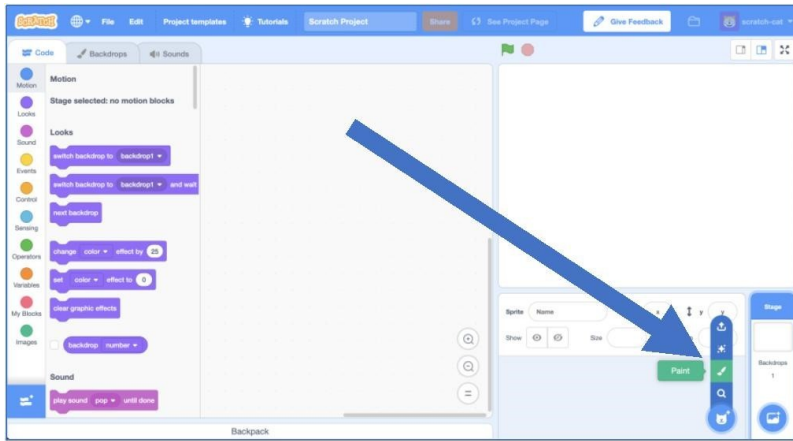 SCRATCH File Edit Project templates Tutorials Scratch Project Share See Project Page Give Feedback scratch-cat
Code Backdrops Sounds
Motion
Looks
Sound
Events
Control
Sensing
Operators
Variables
My Blocks
Images
Motion
Stage selected: no motion blocks
Looks
switch backdrop to backdrop1
switch backdrop to backdrop1 and wait
next backdrop
change color effect by 25
set color effect to 0
clear graphic effects
backdrop number
Sound
play sound pop until done
Backpack
Sprite Name x y y
Show Size
Paint
Stage
Backdrops
1